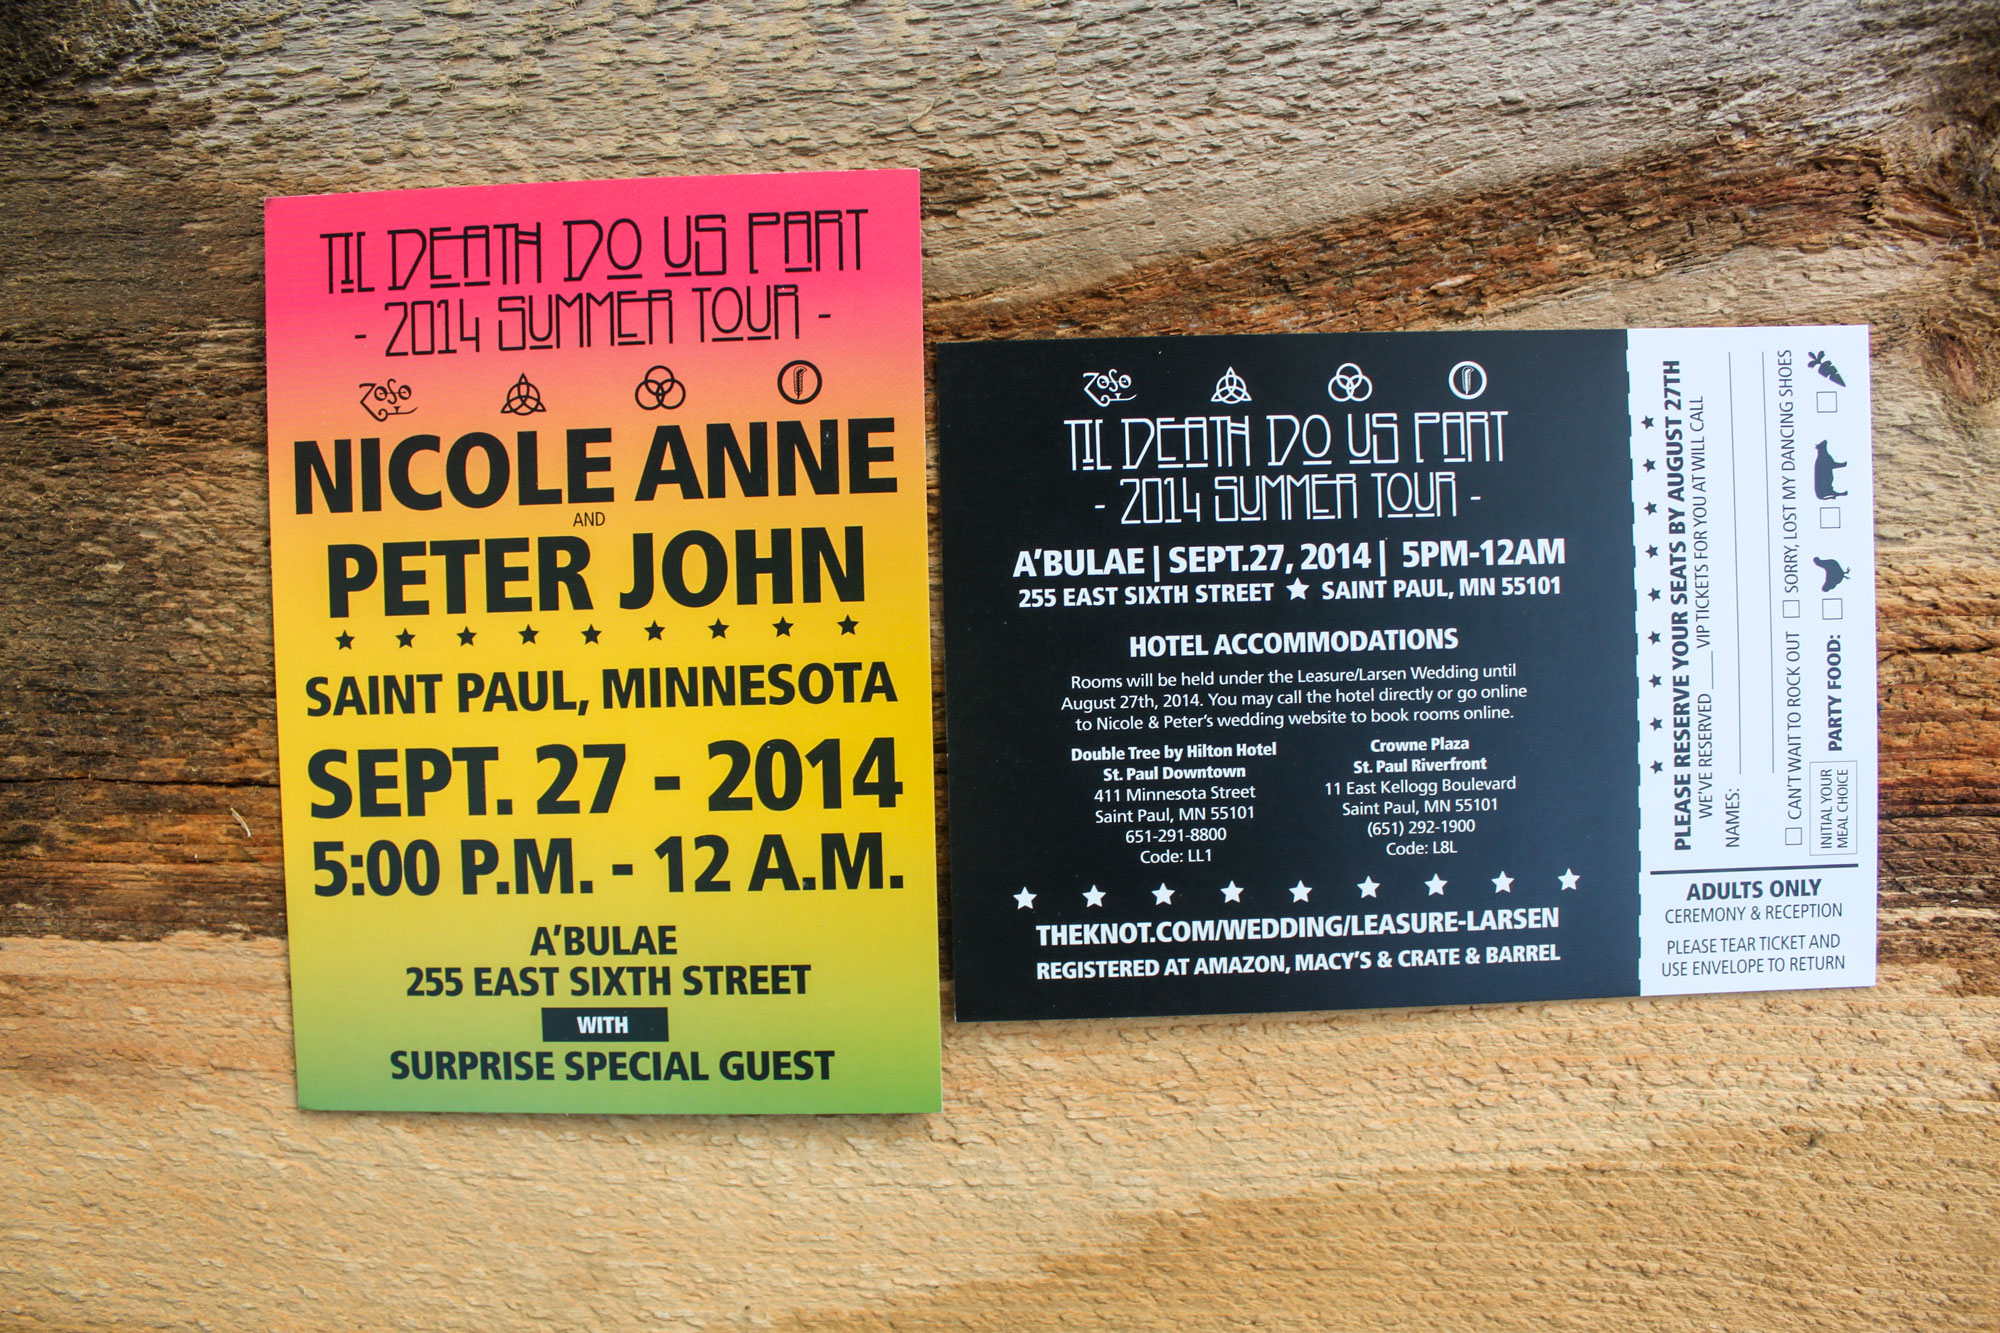 TIL DEATH DO US PART
- 2014 SUMMER TOUR -
ZOSO
NICOLE ANNE
AND
PETER JOHN
SAINT PAUL, MINNESOTA
SEPT. 27 - 2014
5:00 P.M. - 12 A.M.
A'BULAE
255 EAST SIXTH STREET
WITH
SURPRISE SPECIAL GUEST
ZOSO
TIL DEATH DO US PART
- 2014 SUMMER TOUR -
A'BULAE | SEPT.27, 2014 | 5PM-12AM
255 EAST SIXTH STREET ★ SAINT PAUL, MN 55101
HOTEL ACCOMMODATIONS
Rooms will be held under the Leasure/Larsen Wedding until
August 27th, 2014. You may call the hotel directly or go online
to Nicole & Peter's wedding website to book rooms online.
Double Tree by Hilton Hotel
St. Paul Downtown
411 Minnesota Street
Saint Paul, MN 55101
651-291-8800
Code: LL1
Crowne Plaza
St. Paul Riverfront
11 East Kellogg Boulevard
Saint Paul, MN 55101
(651) 292-1900
Code: L8L
THEKNOT.COM/WEDDING/LEASURE-LARSEN
REGISTERED AT AMAZON, MACY'S & CRATE & BARREL
PLEASE RESERVE YOUR SEATS BY AUGUST 27TH
WE'VE RESERVED ____ VIP TICKETS FOR YOU AT WILL CALL
NAMES:
CAN'T WAIT TO ROCK OUT SORRY, LOST MY DANCING SHOES
INITIAL YOUR
MEAL CHOICE
PARTY FOOD:
ADULTS ONLY
CEREMONY & RECEPTION
PLEASE TEAR TICKET AND
USE ENVELOPE TO RETURN